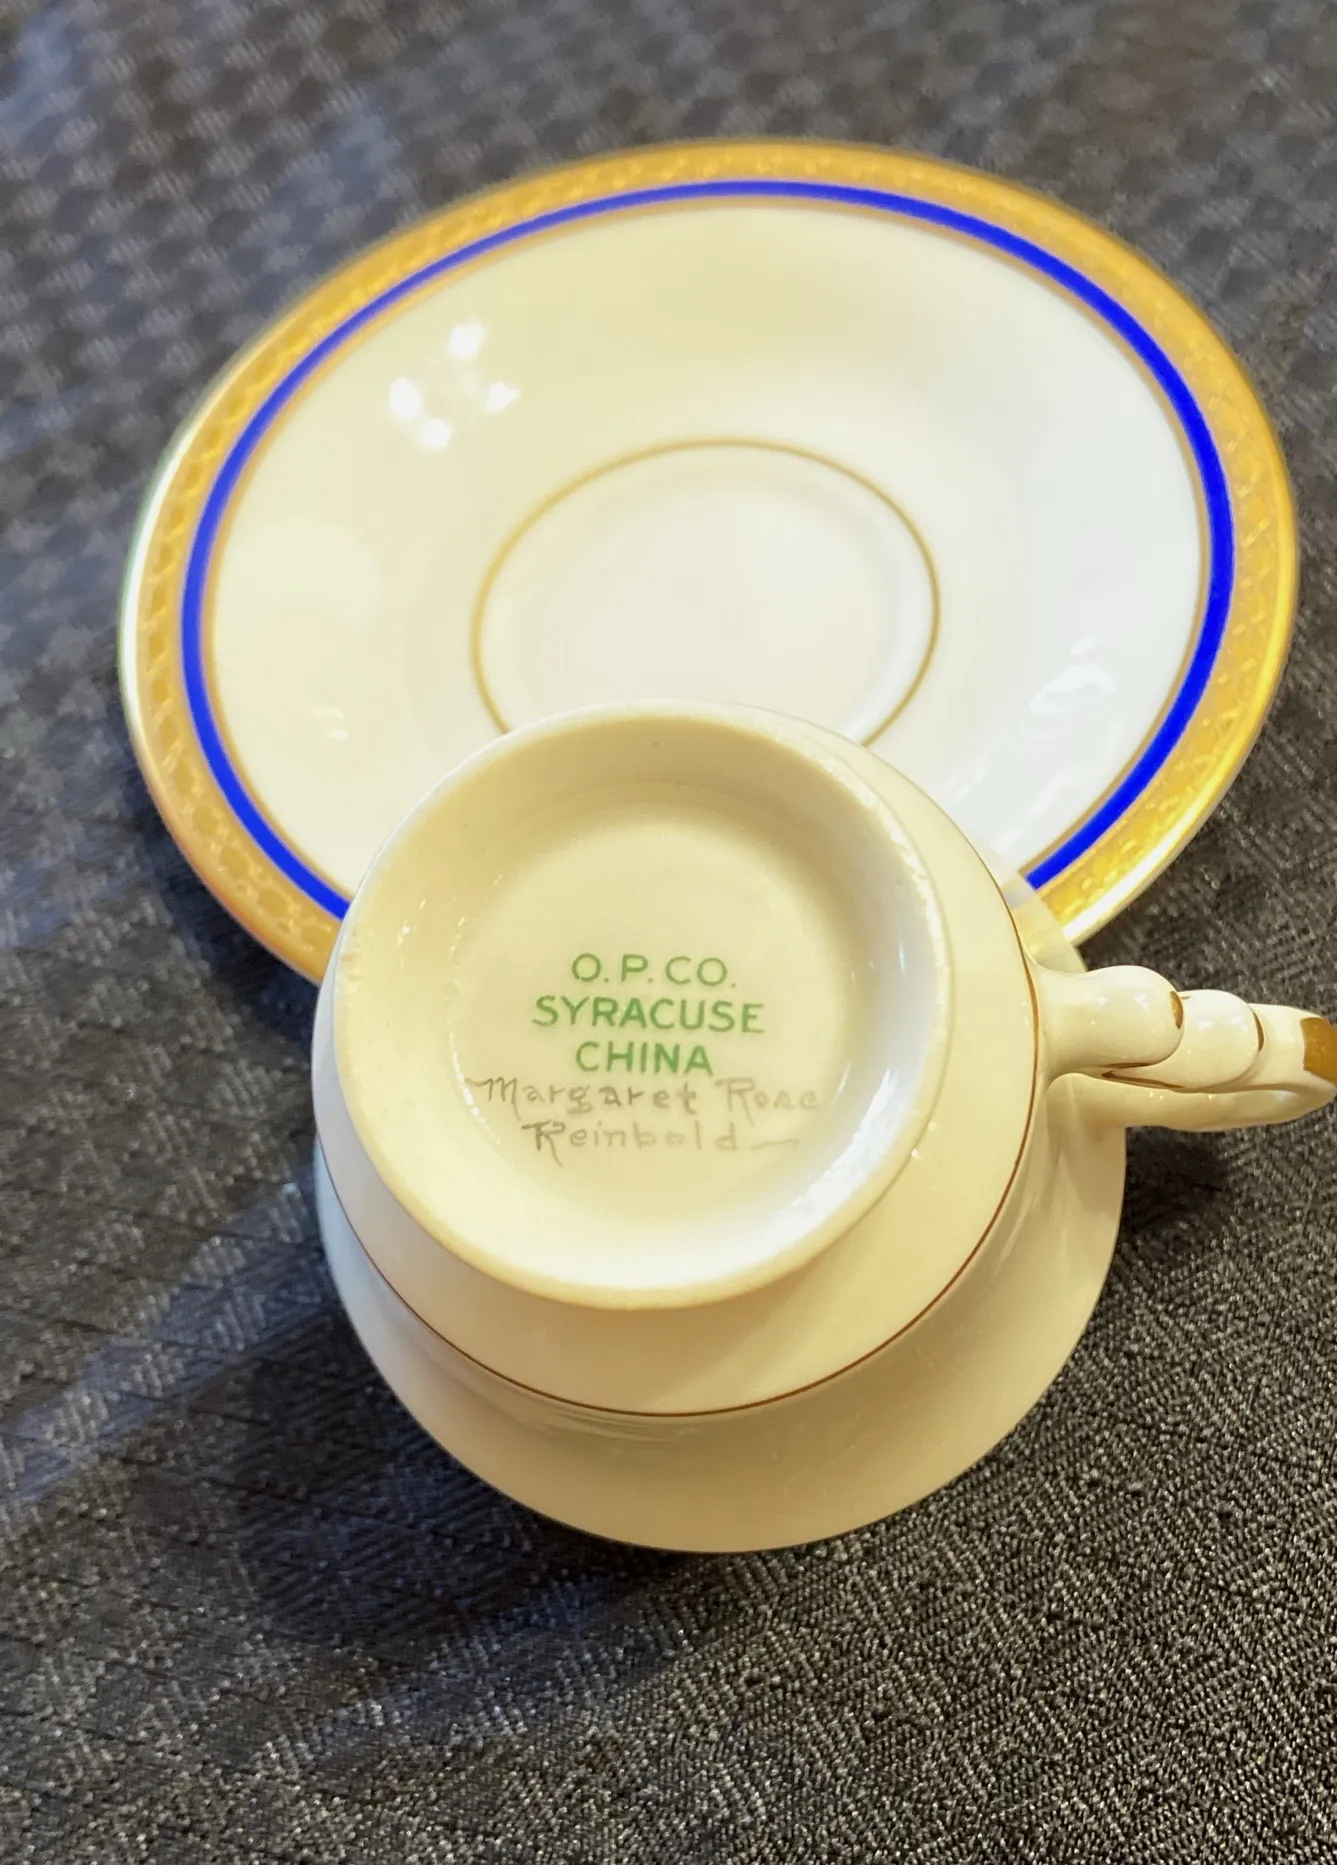 O.P.CO.
SYRACUSE
CHINA
Margaret Rose
Reinbold —